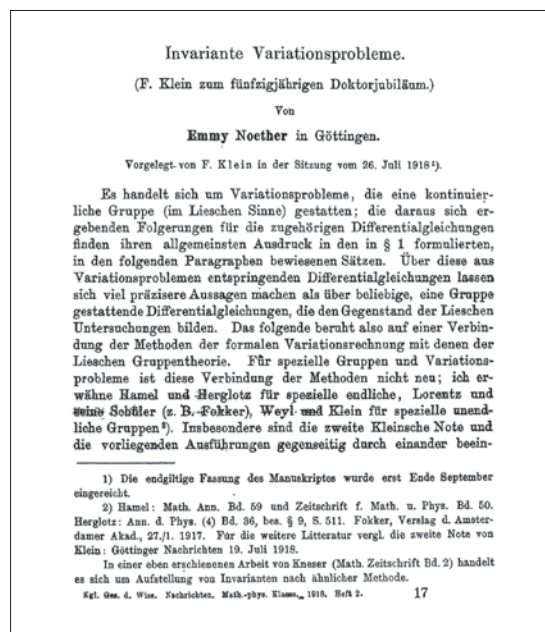 Invariante Variationsprobleme.
(F. Klein zum fünfzigjährigen Doktorjubiläum.)
Von
Emmy Noether in Göttingen.
Vorgelegt von F. Klein in der Sitzung vom 26. Juli 1918¹).
Es handelt sich um Variationsprobleme, die eine kontinuier-
liche Gruppe (im Lieschen Sinne) gestatten; die daraus sich er-
gebenden Folgerungen für die zugehörigen Differentialgleichungen
finden ihren allgemeinsten Ausdruck in den in § 1 formulierten,
in den folgenden Paragraphen bewiesenen Sätzen. Über diese aus
Variationsproblemen entspringenden Differentialgleichungen lassen
sich viel präzisere Aussagen machen als über beliebige, eine Gruppe
gestattende Differentialgleichungen, die den Gegenstand der Lieschen
Untersuchungen bilden. Das folgende beruht also auf einer Verbin-
dung der Methoden der formalen Variationsrechnung mit denen der
Lieschen Gruppentheorie. Für spezielle Gruppen und Variations-
probleme ist diese Verbindung der Methoden nicht neu; ich er-
wähne Hamel und Herglotz für spezielle endliche, Lorentz und
seine Schüler (z. B. Fokker), Weyl und Klein für spezielle unend-
liche Gruppen²). Insbesondere sind die zweite Kleinsche Note und
die vorliegenden Ausführungen gegenseitig durch einander beein-
1) Die endgiltige Fassung des Manuskriptes wurde erst Ende September
eingereicht.
2) Hamel: Math. Ann. Bd. 59 und Zeitschrift f. Math. u. Phys. Bd. 50.
Herglotz: Ann. d. Phys. (4) Bd. 36, bes. § 9, S. 511. Fokker, Verslag d. Amster-
damer Akad., 27./1. 1917. Für die weitere Litteratur vergl. die zweite Note von
Klein: Göttinger Nachrichten 19. Juli 1918.
In einer eben erschienenen Arbeit von Kneser (Math. Zeitschrift Bd. 2) handelt
es sich um Aufstellung von Invarianten nach ähnlicher Methode.
Kgl. Ges. d. Wiss. Nachrichten. Math.-phys. Klasse. 1918. Heft 2. 17